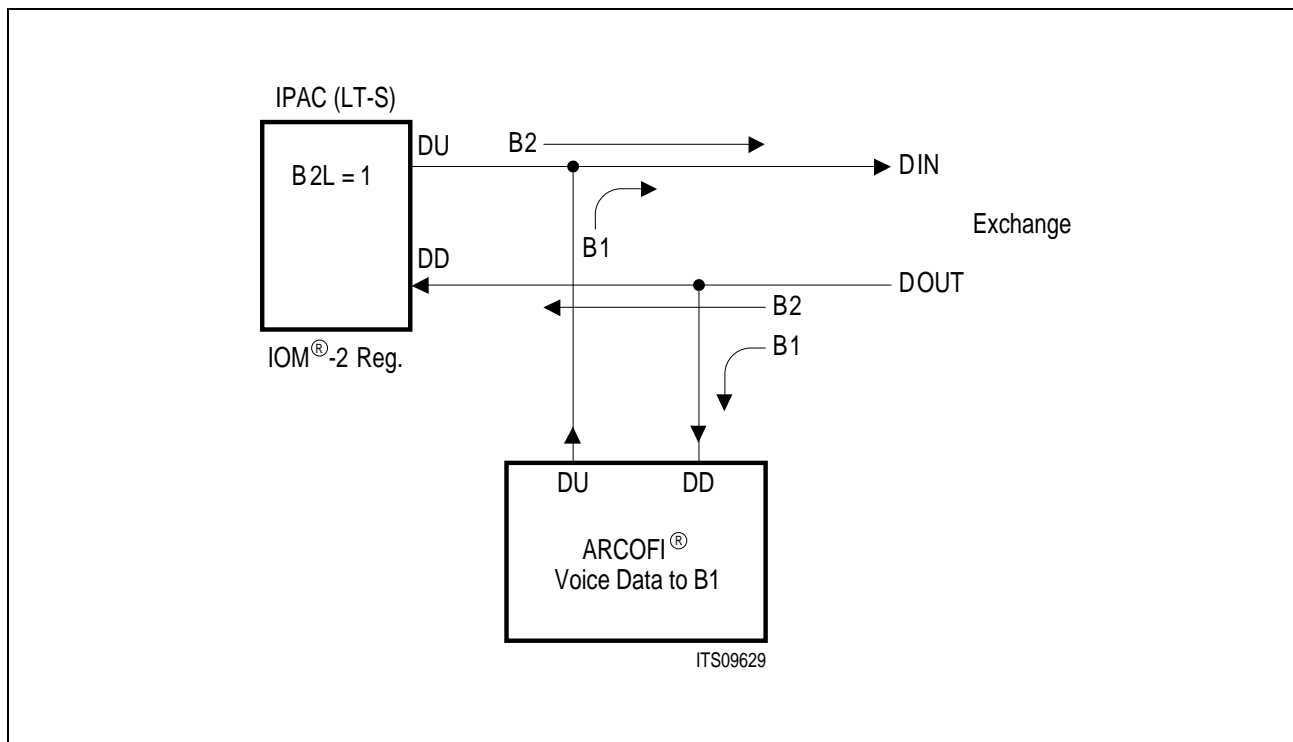 IPAC (LT-S)
DU
B2
B2L = 1
DIN
B1
Exchange
DD
DOUT
B2
B1
IOM®-2 Reg.
DU
DD
ARCOFI®
Voice Data to B1
ITS09629